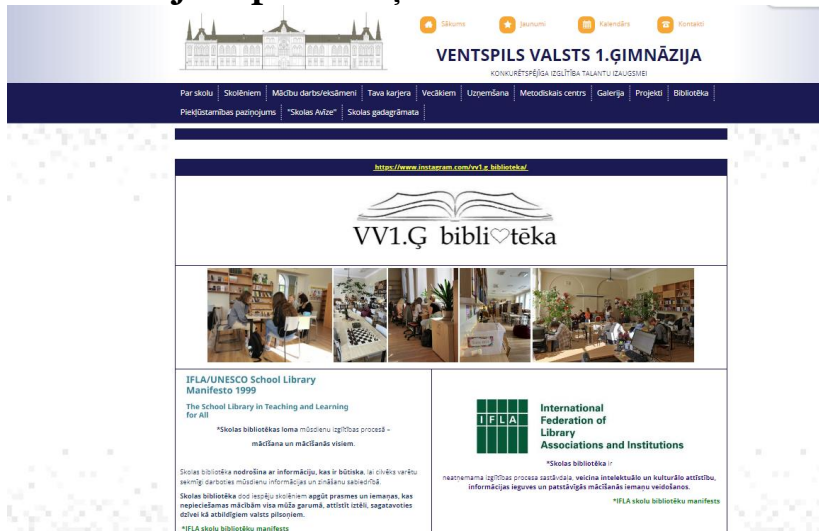 Sākums
Jaunumi
Kalendārs
Kontakti
VENTSPILS VALSTS 1.ĢIMNĀZIJA
KONKURĒTSPĒJĪGA IZGLĪTĪBA TALANTU IZAUGSMEI
Par skolu Skolēniem Mācību darbs/eksāmeni Tava karjera Vecākiem Uzņemšana Metodiskais centrs Galerija Projekti Bibliotēka
Piekļūstamības paziņojums "Skolas Avīze" Skolas gadagrāmata
https://www.instagram.com/vv1.g_biblioteka/
VV1.Ģ bibli♡tēka
IFLA/UNESCO School Library
Manifesto 1999
The School Library in Teaching and Learning
for All
*Skolas bibliotēkas loma mūsdienu izglītības procesā –
mācīšana un mācīšanās visiem.
Skolas bibliotēka nodrošina ar informāciju, kas ir būtiska, lai cilvēks varētu
sekmīgi darboties mūsdienu informācijas un zināšanu sabiedrībā.
Skolas bibliotēka dod iespēju skolēniem apgūt prasmes un iemaņas, kas
nepieciešamas mācībām visa mūža garumā, attīstīt iztēli, sagatavoties
dzīvei kā atbildīgiem valsts pilsoņiem.
*IFLA skolu bibliotēku manifests
IFLA
International
Federation of
Library
Associations and Institutions
*Skolas bibliotēka ir
neatņemama izglītības procesa sastāvdaļa, veicina intelektuālo un kulturālo attīstību,
informācijas ieguves un patstāvīgās mācīšanās iemaņu veidošanos.
*IFLA skolu bibliotēku manifests